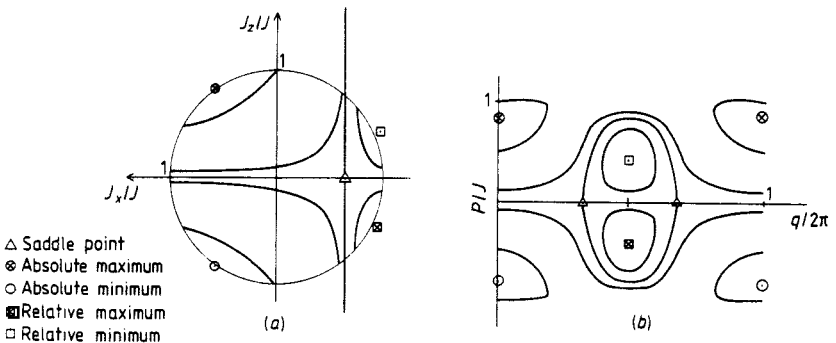 J_z/J
1
1
J_x/J
△ Saddle point
⊗ Absolute maximum
○ Absolute minimum
⊠ Relative maximum
□ Relative minimum
(a)
1
P/J
1
q/2π
(b)